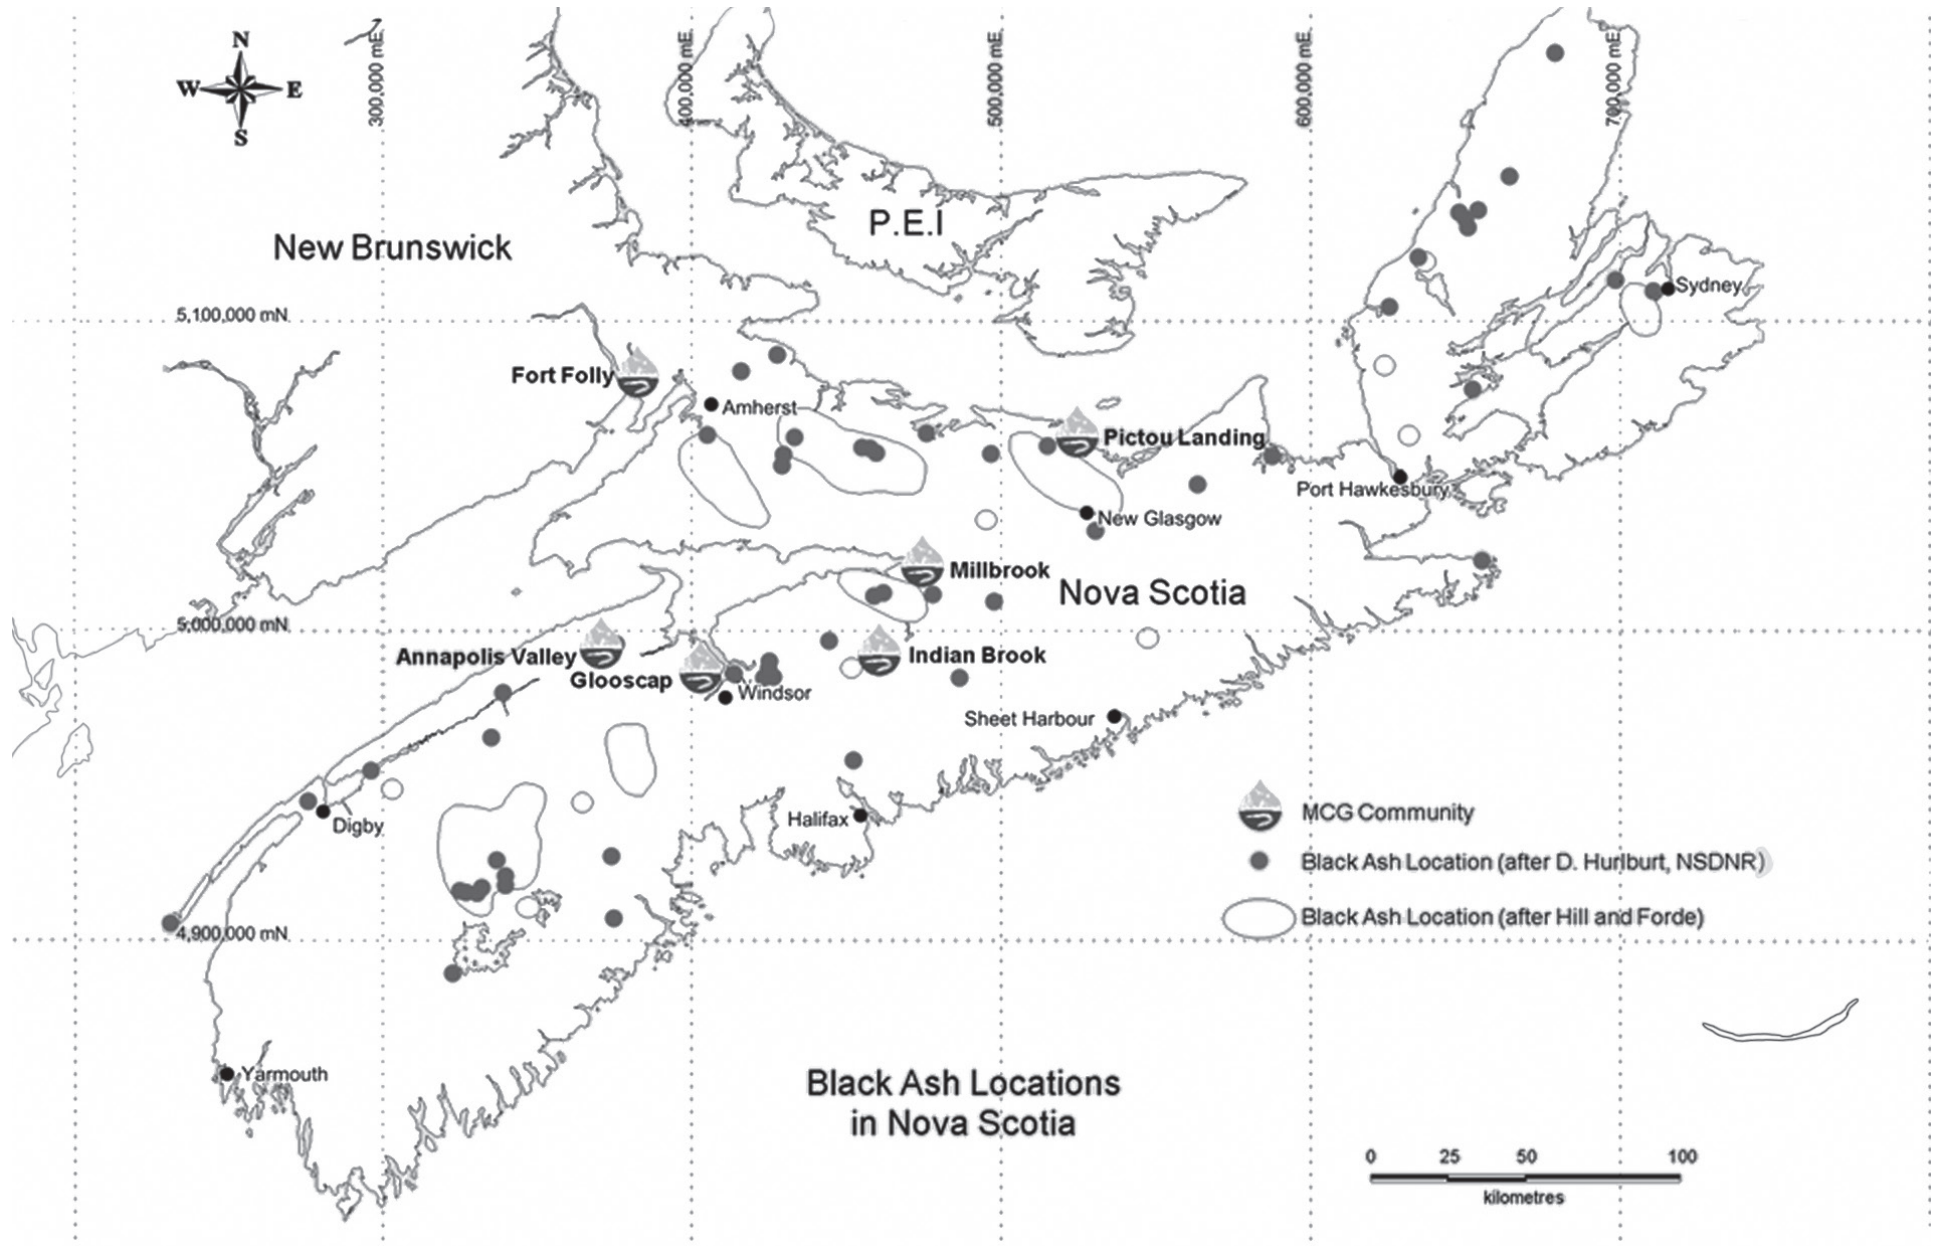 N
W E
S
300,000 mE
400,000 mE
500,000 mE
600,000 mE
700,000 mE
P.E.I
New Brunswick
Sydney
5,100,000 mN
Fort Folly
Amherst
Pictou Landing
Port Hawkesbury
New Glasgow
Millbrook
Nova Scotia
5,000,000 mN
Annapolis Valley
Indian Brook
Glooscap
Windsor
Sheet Harbour
Halifax
Digby
MCG Community
Black Ash Location (after D. Hurlburt, NSDNR)
Black Ash Location (after Hill and Forde)
4,900,000 mN
Yarmouth
Black Ash Locations
in Nova Scotia
0 25 50 100
kilometres